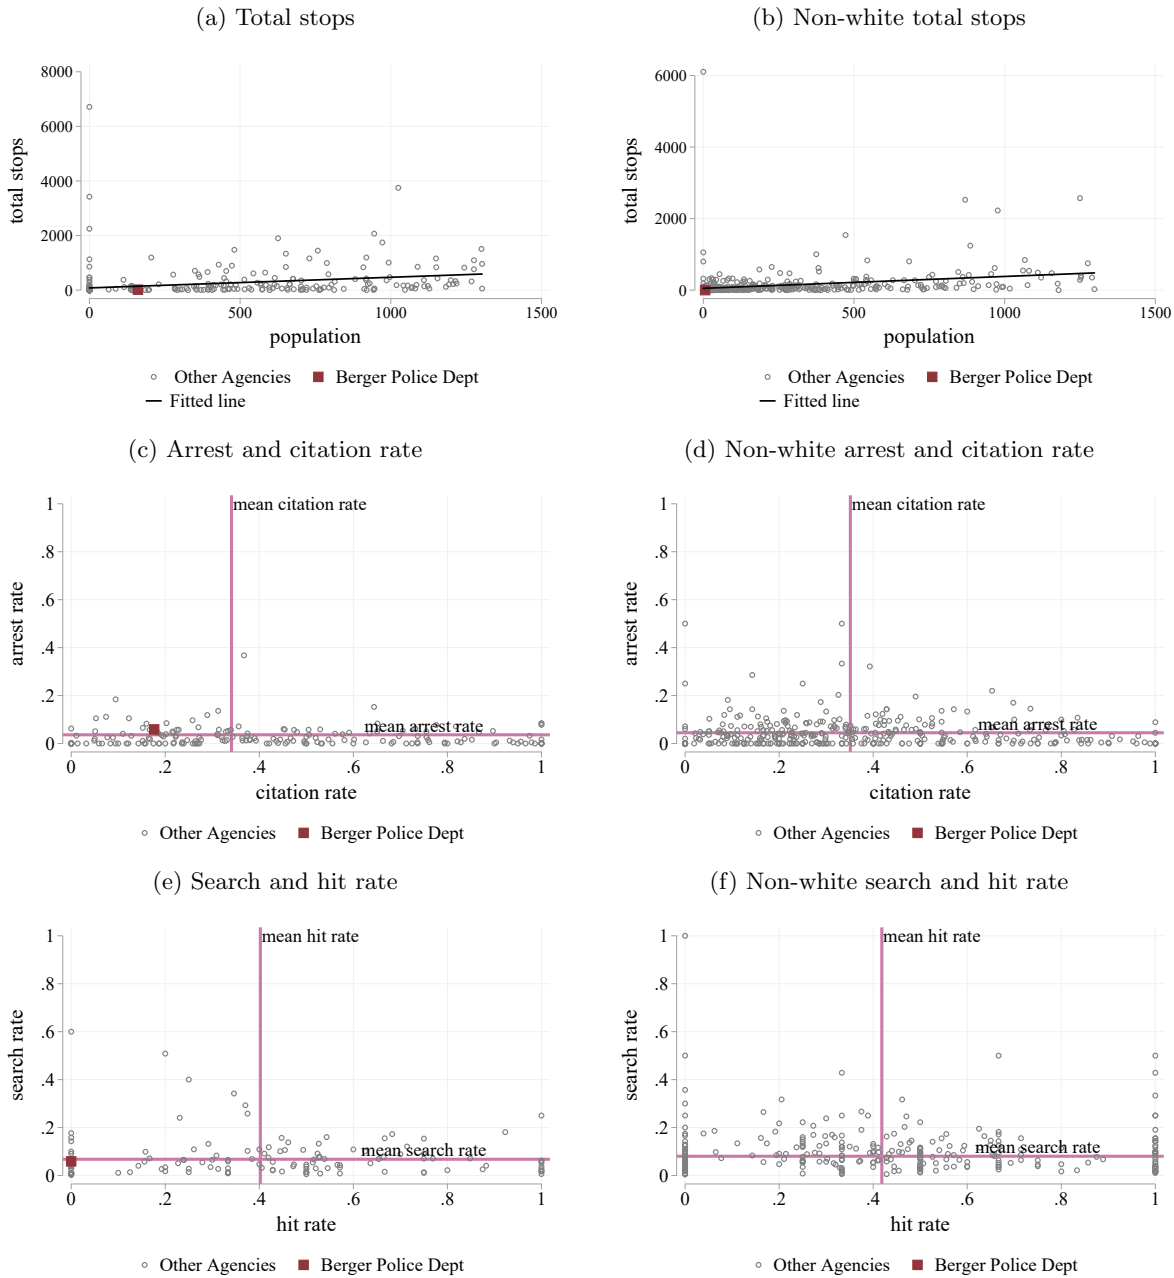 (a) Total stops
(b) Non-white total stops
8000
6000
4000
2000
0
total stops
0 500 1000 1500
population
Other Agencies Berger Police Dept
Fitted line
6000
4000
2000
0
total stops
0 500 1000 1500
population
Other Agencies Berger Police Dept
Fitted line
(c) Arrest and citation rate
(d) Non-white arrest and citation rate
1
.8
.6
.4
.2
0
arrest rate
mean citation rate
mean arrest rate
0 .2 .4 .6 .8 1
citation rate
Other Agencies Berger Police Dept
1
.8
.6
.4
.2
0
arrest rate
mean citation rate
mean arrest rate
0 .2 .4 .6 .8 1
citation rate
Other Agencies Berger Police Dept
(e) Search and hit rate
(f) Non-white search and hit rate
1
.8
.6
.4
.2
0
search rate
mean hit rate
mean search rate
0 .2 .4 .6 .8 1
hit rate
Other Agencies Berger Police Dept
1
.8
.6
.4
.2
0
search rate
mean hit rate
mean search rate
0 .2 .4 .6 .8 1
hit rate
Other Agencies Berger Police Dept